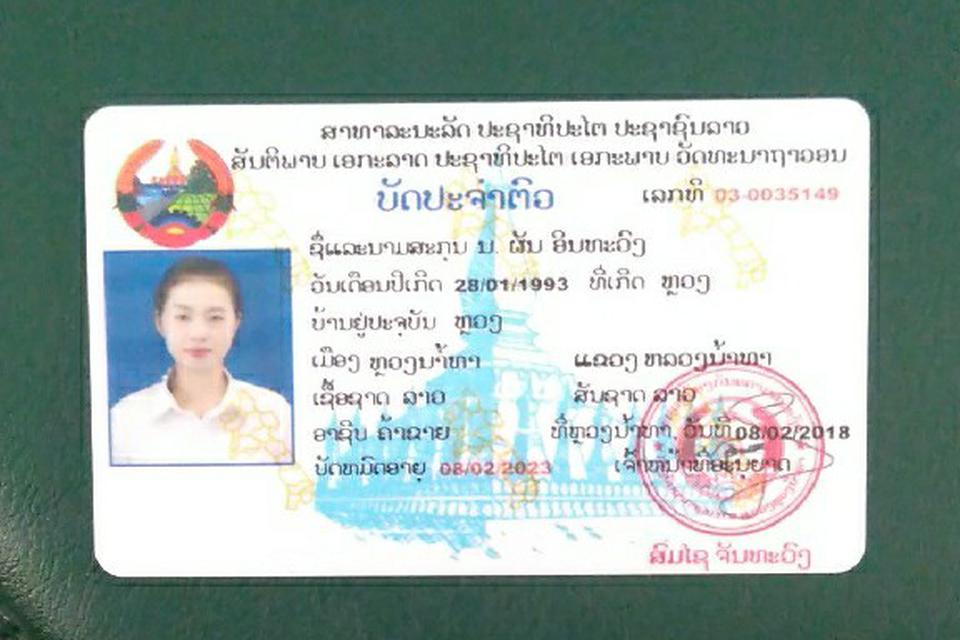 ສາທາລະນະລັດ ປະຊາທິປະໄຕ ປະຊາຊົນລາວ
ສັນຕິພາບ ເອກະລາດ ປະຊາທິປະໄຕ ເອກະພາບ ວັດທະນາຖາວອນ
ບັດປະຈຳຕົວ
ເລກທິ 03-0035149
ຊື່ແລະນາມສະກຸນ ນ. ຜັນ ອິນທະວົງ
ວັນເດືອນປີເກີດ 28/01/1993 ທີ່ເກີດ ຫຼວງ
ບ້ານຢູ່ປະຈຸບັນ ຫຼວງ
ເມືອງ ຫຼວງນ້ຳທາ ແຂວງ ຫລວງນ້ຳທາ
ເຊື້ອຊາດ ລາວ ສັນຊາດ ລາວ
ອາຊີບ ຄ້າຂາຍ ທີ່ຫຼວງນ້ຳທາ, ວັນທີ 08/02/2018
ບັດຫມົດອາຍຸ 08/02/2023 ເຈົ້າຫນ້າທີ່ອະນຸຍາດ
ສົມໄຊ ຈັນທະວົງ